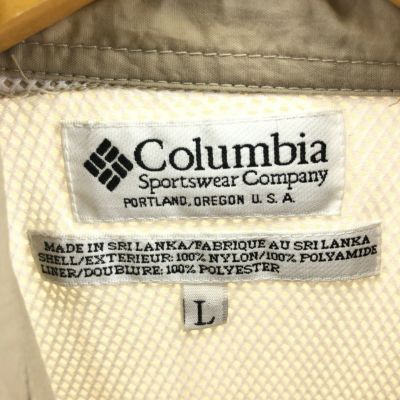 Columbia
Sportswear Company
PORTLAND, OREGON U. S. A.
MADE IN SRI LANKA/FABRIQUE AU SRI LANKA
SHELL/EXTERIEUR: 100% NYLON/100% POLYAMIDE
LINER/DOUBLURE: 100% POLYESTER
L